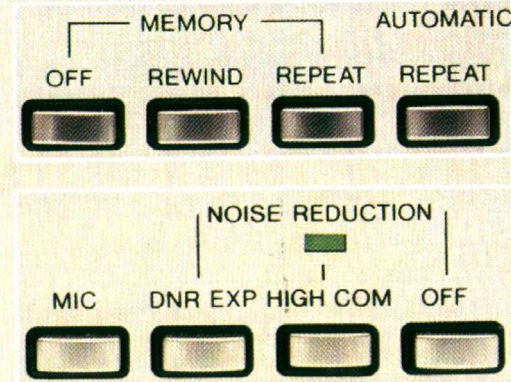 MEMORY AUTOMATIC
OFF REWIND REPEAT REPEAT
NOISE REDUCTION
MIC DNR EXP HIGH COM OFF